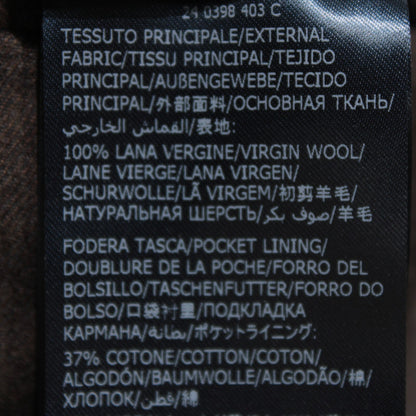 24 0398 403 C
TESSUTO PRINCIPALE/EXTERNAL
FABRIC/TISSU PRINCIPAL/TEJIDO
PRINCIPAL/AUßENGEWEBE/TECIDO
PRINCIPAL/外部面料/ОСНОВНАЯ ТКАНЬ/
القماش الخارجي/表地:
100% LANA VERGINE/VIRGIN WOOL/
LAINE VIERGE/LANA VIRGEN/
SCHURWOLLE/LÃ VIRGEM/初剪羊毛/
НАТУРАЛЬНАЯ ШЕРСТЬ/صوف بكر/羊毛
FODERA TASCA/POCKET LINING/
DOUBLURE DE LA POCHE/FORRO DEL
BOLSILLO/TASCHENFUTTER/FORRO DO
BOLSO/口袋衬里/ПОДКЛАДКА
КАРМАНА/بطانة/ポケットライニング:
37% COTONE/COTTON/COTON/
ALGODÓN/BAUMWOLLE/ALGODÃO/棉/
ХЛОПОК/قطن/綿